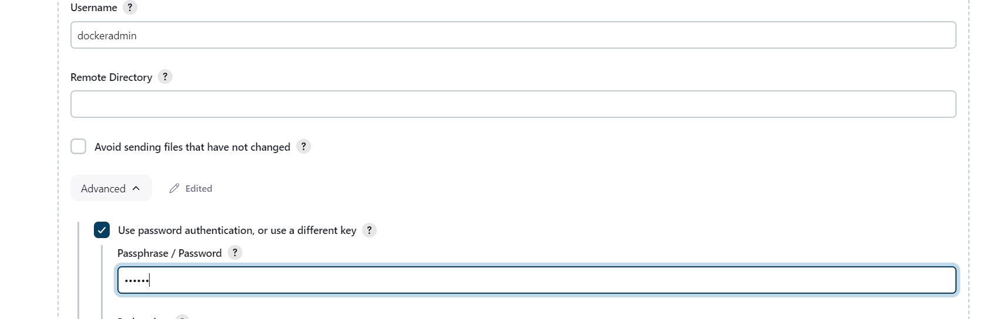 Username ?
dockeradmin
Remote Directory ?
Avoid sending files that have not changed ?
Advanced Edited
Use password authentication, or use a different key ?
Passphrase / Password ?
••••••